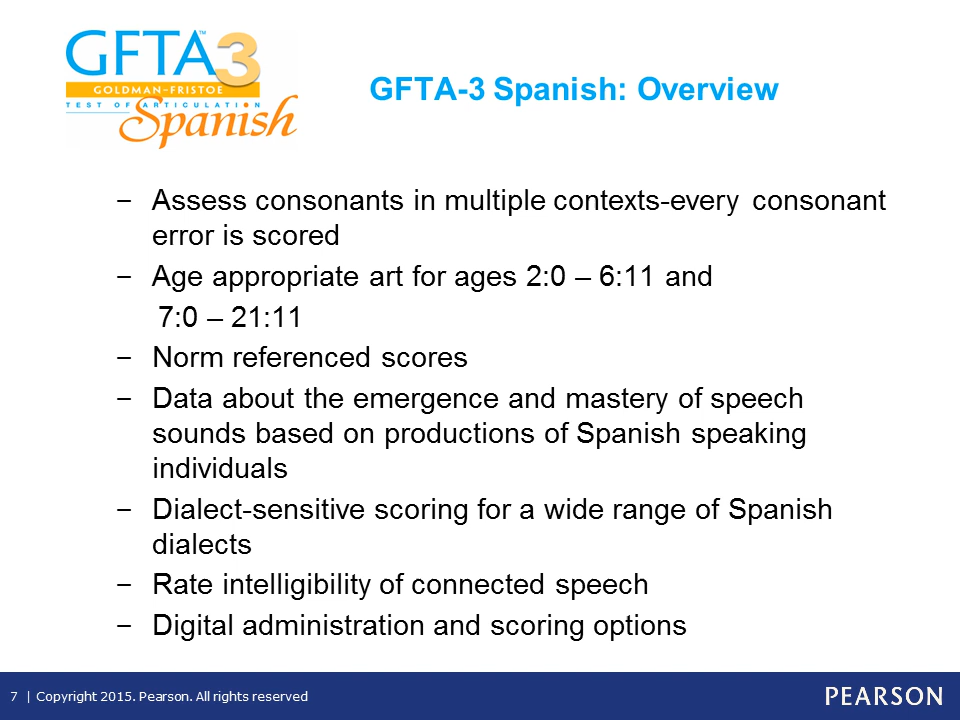 GFTA™3
GOLDMAN-FRISTOE
TEST OF ARTICULATION
Spanish
GFTA-3 Spanish: Overview
− Assess consonants in multiple contexts-every consonant
error is scored
− Age appropriate art for ages 2:0 – 6:11 and
7:0 – 21:11
− Norm referenced scores
− Data about the emergence and mastery of speech
sounds based on productions of Spanish speaking
individuals
− Dialect-sensitive scoring for a wide range of Spanish
dialects
− Rate intelligibility of connected speech
− Digital administration and scoring options
7 | Copyright 2015. Pearson. All rights reserved
PEARSON